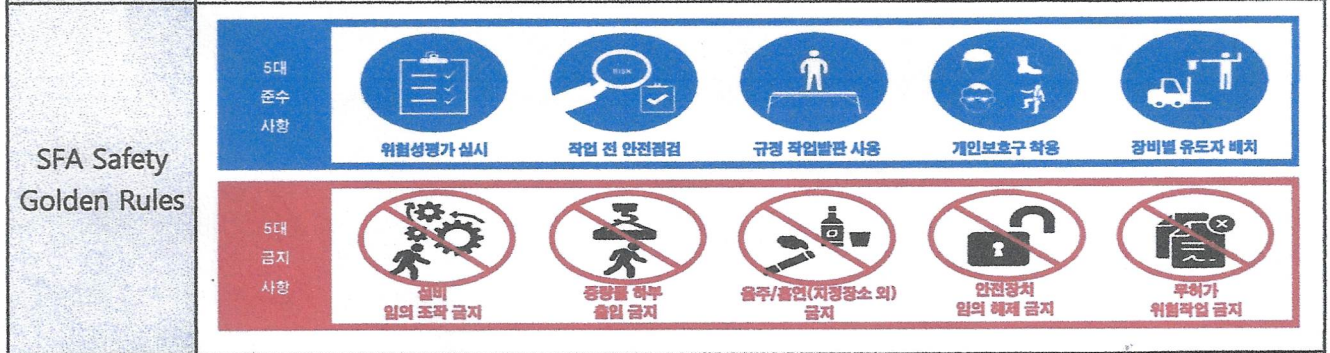 SFA Safety
Golden Rules
5대
준수
사항
RISK
위험성평가 실시
작업 전 안전점검
규정 작업발판 사용
개인보호구 착용
장비별 유도자 배치
5대
금지
사항
설비
임의 조작 금지
중량물 하부
출입 금지
음주/흡연(지정장소 외)
금지
안전장치
임의 해제 금지
무허가
위험작업 금지